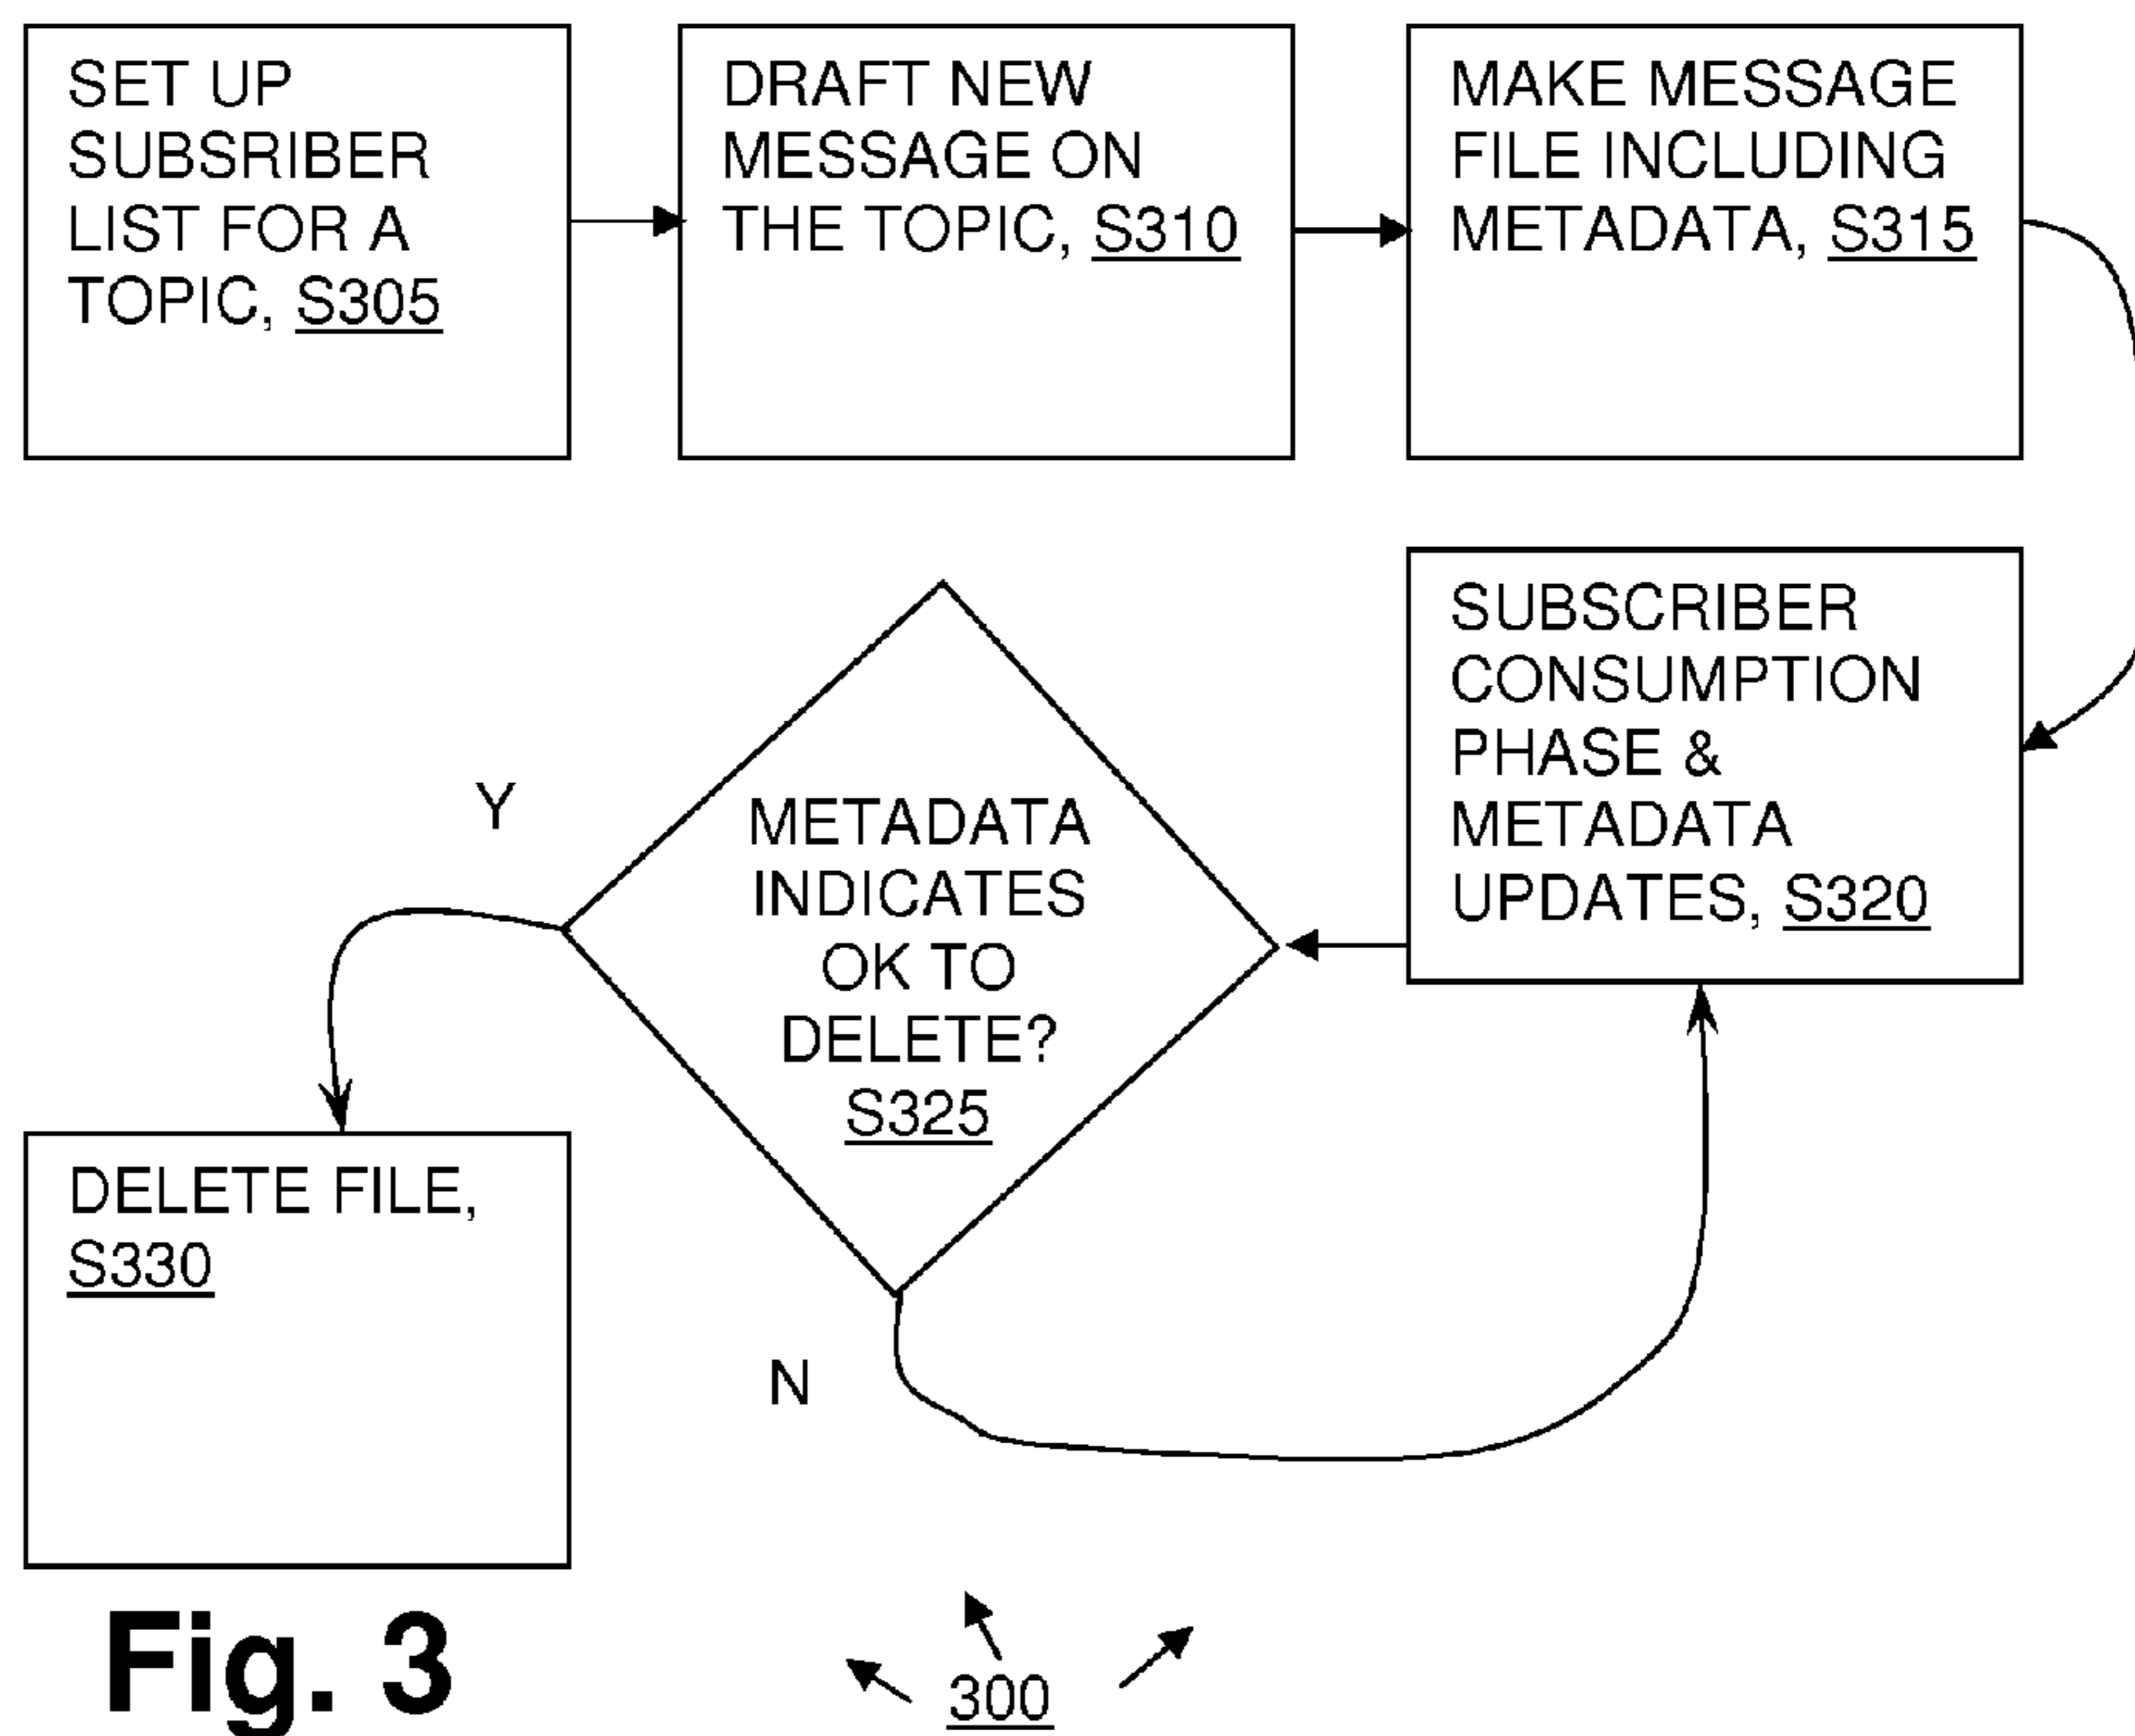 SET UP
SUBSRIBER
LIST FOR A
TOPIC, S305
DRAFT NEW
MESSAGE ON
THE TOPIC, S310
MAKE MESSAGE
FILE INCLUDING
METADATA, S315
SUBSCRIBER
CONSUMPTION
PHASE &
METADATA
UPDATES, S320
METADATA
INDICATES
OK TO
DELETE?
S325
Y
N
DELETE FILE,
S330
Fig. 3
300